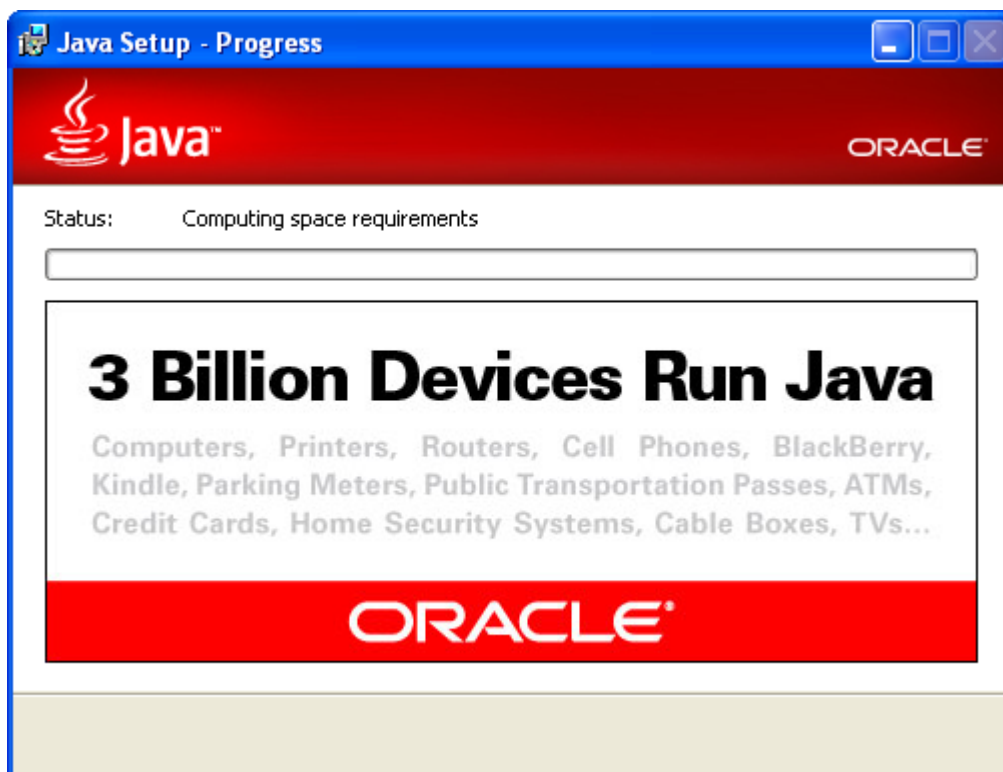 Java Setup - Progress
Java™
ORACLE®
Status: Computing space requirements
3 Billion Devices Run Java
Computers, Printers, Routers, Cell Phones, BlackBerry,
Kindle, Parking Meters, Public Transportation Passes, ATMs,
Credit Cards, Home Security Systems, Cable Boxes, TVs...
ORACLE®